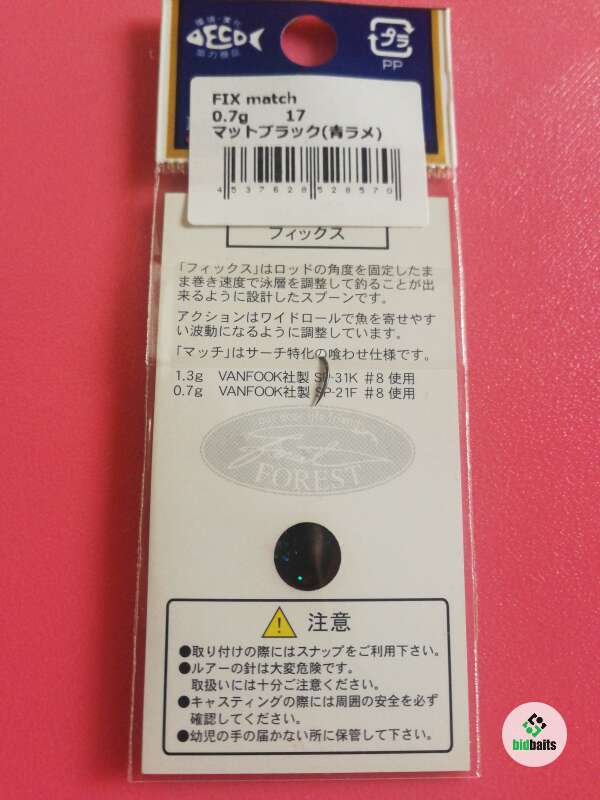 環境・美化
ECO
協力商品
プラ
PP
FIX match
0.7g 17
マットブラック(青ラメ)
4537628528570
フィックス
「フィックス」はロッドの角度を固定したま
ま巻き速度で泳層を調整して釣ることが出
来るように設計したスプーンです。
アクションはワイドロールで魚を寄せやす
い波動になるように調整しています。
「マッチ」はサーチ特化の喰わせ仕様です。
1.3g VANFOOK社製 SP-31K #8 使用
0.7g VANFOOK社製 SP-21F #8 使用
FOREST
注意
●取り付けの際にはスナップをご利用下さい。
●ルアーの針は大変危険です。
取扱いには十分ご注意ください。
●キャスティングの際には周囲の安全を必ず
確認してください。
●幼児の手の届かない所に保管して下さい。
bidbaits